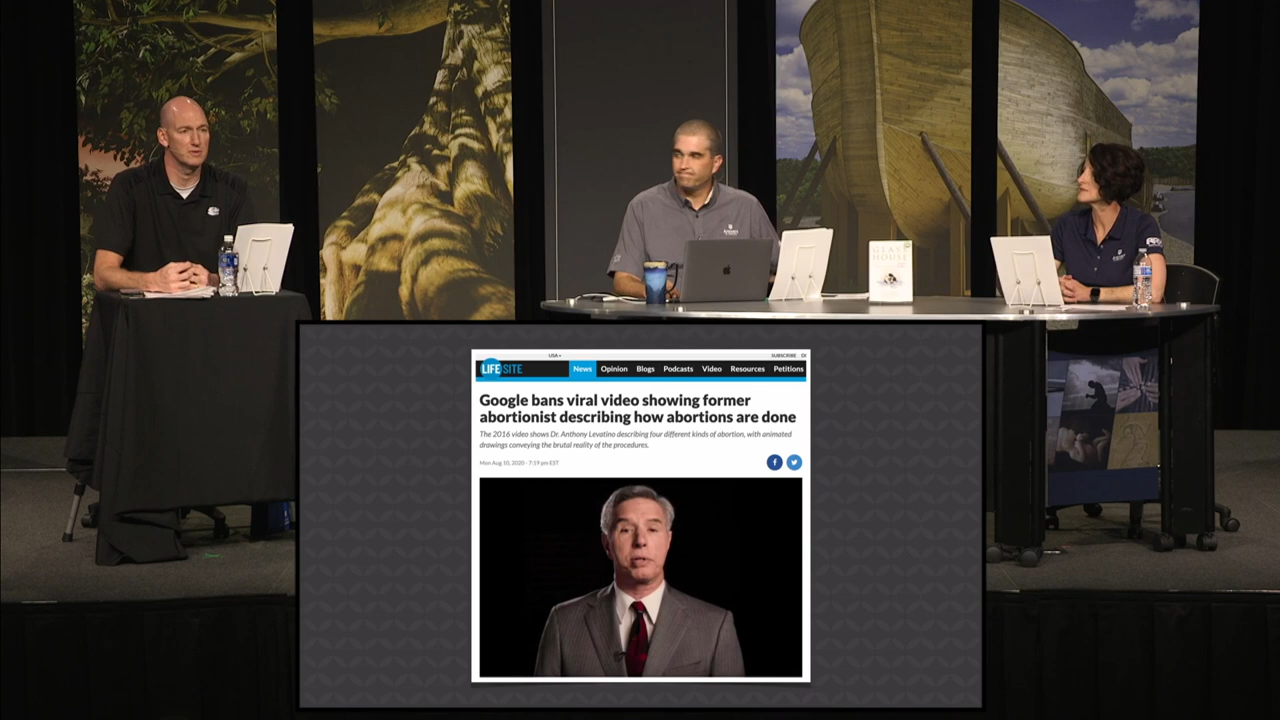 GLASS
HOUSE
USA
SUBSCRIBE
LIFE SITE
News Opinion Blogs Podcasts Video Resources Petitions
Google bans viral video showing former
abortionist describing how abortions are done
The 2016 video shows Dr. Anthony Levatino describing four different kinds of abortion, with animated
drawings conveying the brutal reality of the procedures.
Mon Aug 10, 2020 - 7:19 pm EST